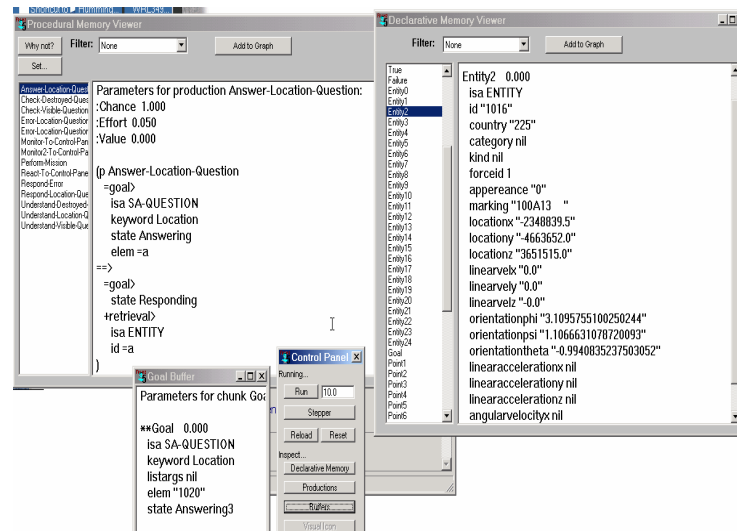 Procedural Memory Viewer
Why not?
Filter:
None
Add to Graph
Set...
Answer-Location-Quest
Check-Destroyed-Ques
Check-Visible-Question
Error-Location-Question
Error-Location-Question
Monitor-To-Control-Pan
Monitor2-To-Control-Pa
Perform-Mission
React-To-Control-Pane
Respond-Error
Respond-Location-Que
Understand-Destroyed-
Understand-Location-Q
Understand-Visible-Que
Parameters for production Answer-Location-Question:
:Chance 1.000
:Effort 0.050
:Value 0.000
(p Answer-Location-Question
=goal>
isa SA-QUESTION
keyword Location
state Answering
elem =a
==>
=goal>
state Responding
+retrieval>
isa ENTITY
id =a
)
Declarative Memory Viewer
Filter:
None
Add to Graph
True
Failure
Entity0
Entity1
Entity2
Entity3
Entity4
Entity5
Entity6
Entity7
Entity8
Entity9
Entity10
Entity11
Entity12
Entity13
Entity14
Entity15
Entity16
Entity17
Entity18
Entity19
Entity20
Entity21
Entity22
Entity23
Entity24
Goal
Point1
Point2
Point3
Point4
Point5
Point6
Entity2 0.000
isa ENTITY
id "1016"
country "225"
category nil
kind nil
forceid 1
appereance "0"
marking "100A13 "
locationx "-2348839.5"
locationy "-4663652.0"
locationz "3651515.0"
linearvelx "0.0"
linearvely "0.0"
linearvelz "-0.0"
orientationphi "3.1095755100250244"
orientationpsi "1.1066631078720093"
orientationtheta "-0.9940835237503052"
linearaccelerationx nil
linearaccelerationy nil
linearaccelerationz nil
angularvelocityx nil
Goal Buffer
Parameters for chunk Goa
**Goal 0.000
isa SA-QUESTION
keyword Location
listargs nil
elem "1020"
state Answering3
Control Panel
Running...
Run
10.0
Stepper
Reload
Reset
Inspect...
Declarative Memory
Productions
Buffers
Visual Icon